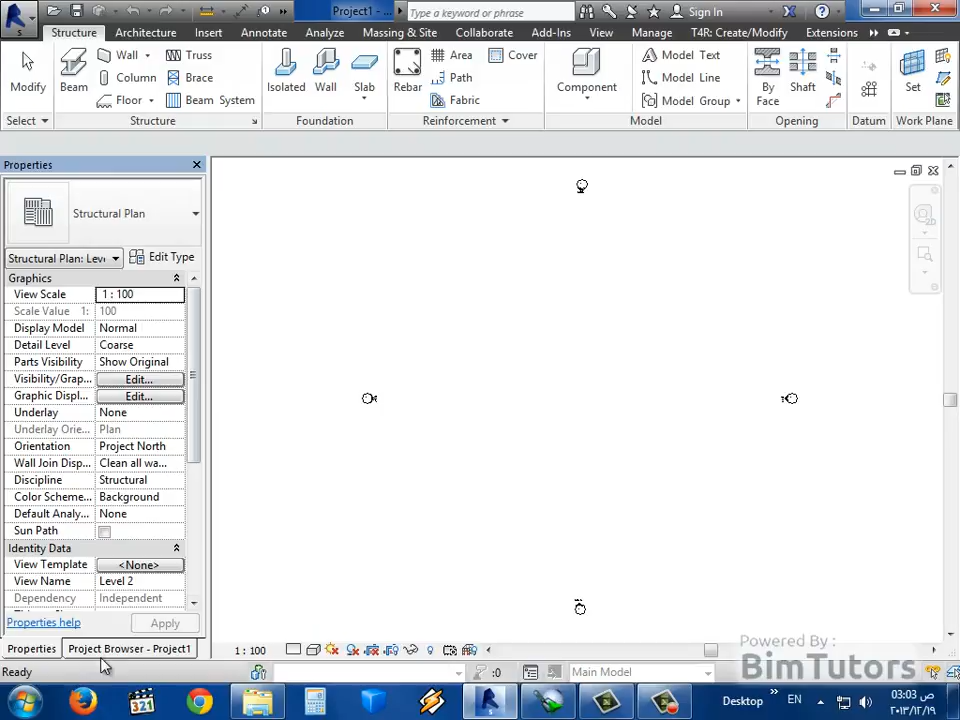 Project1 - ...
Type a keyword or phrase
Sign In
Structure Architecture Insert Annotate Analyze Massing & Site Collaborate Add-Ins View Manage T4R: Create/Modify Extensions
Modify
Beam
Wall
Column
Floor
Truss
Brace
Beam System
Isolated
Wall
Slab
Rebar
Area
Path
Fabric
Cover
Component
Model Text
Model Line
Model Group
By Face
Shaft
Set
Select
Structure
Foundation
Reinforcement
Model
Opening
Datum
Work Plane
Properties
Structural Plan
Structural Plan: Leve
Edit Type
Graphics
View Scale 1 : 100
Scale Value 1: 100
Display Model Normal
Detail Level Coarse
Parts Visibility Show Original
Visibility/Grap... Edit...
Graphic Displ... Edit...
Underlay None
Underlay Orie... Plan
Orientation Project North
Wall Join Disp... Clean all wa...
Discipline Structural
Color Scheme... Background
Default Analy... None
Sun Path
Identity Data
View Template <None>
View Name Level 2
Dependency Independent
Properties help
Apply
Properties
Project Browser - Project1
1 : 100
Ready
:0
Main Model
2D
Powered By :
BimTutors
321
Desktop
EN
03:03 ص
٢٠١٣/١٢/١٩